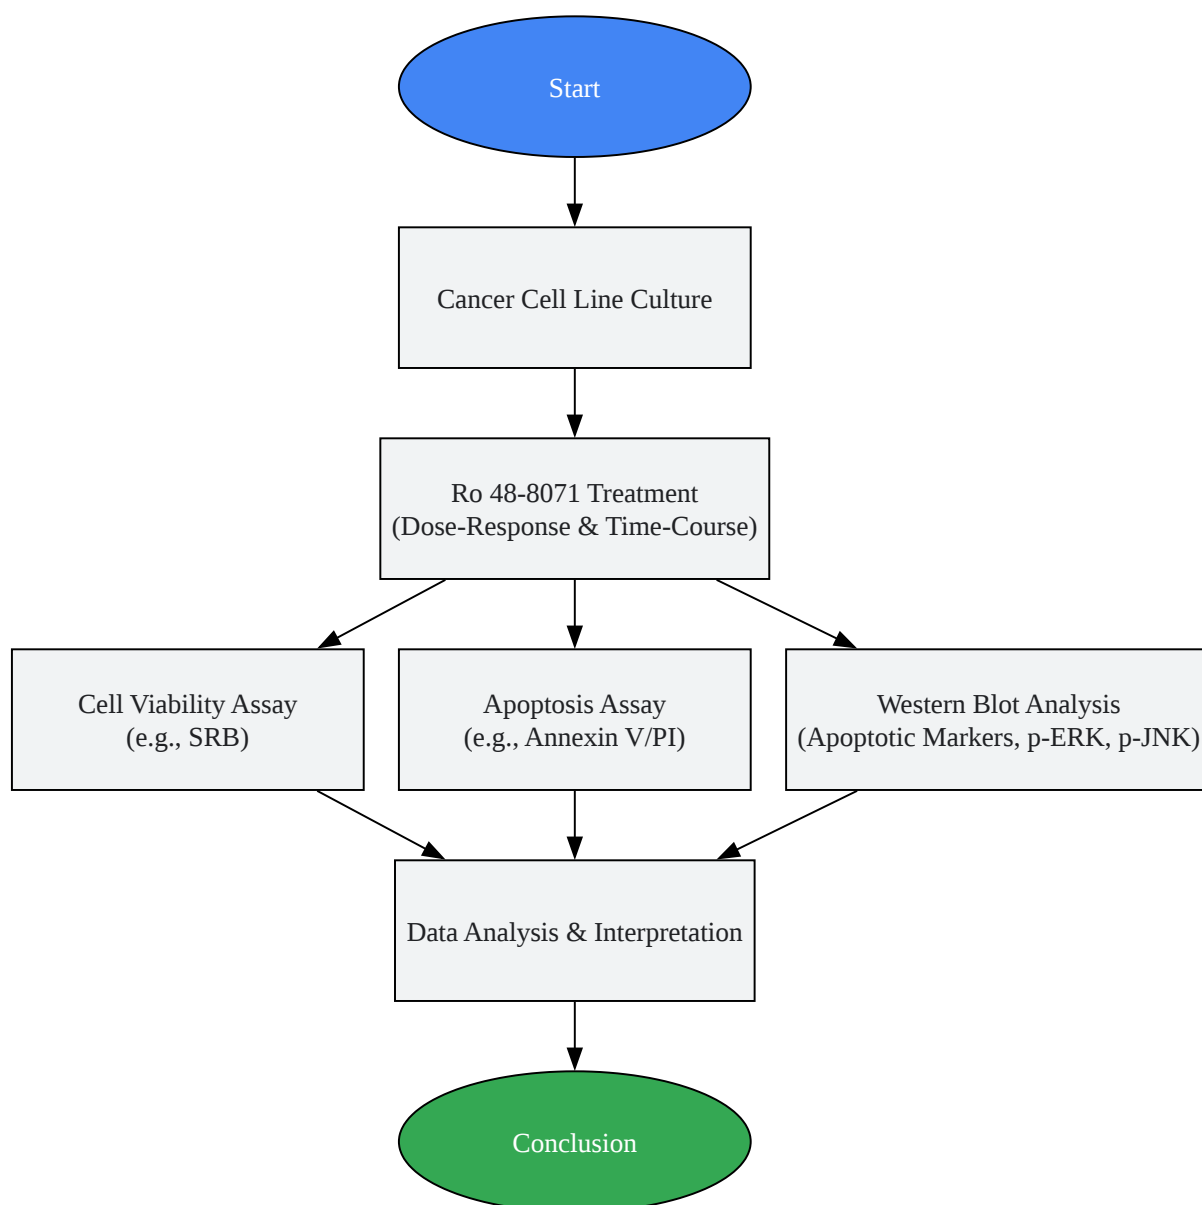 Start
Cancer Cell Line Culture
Ro 48-8071 Treatment
(Dose-Response & Time-Course)
Cell Viability Assay
(e.g., SRB)
Apoptosis Assay
(e.g., Annexin V/PI)
Western Blot Analysis
(Apoptotic Markers, p-ERK, p-JNK)
Data Analysis & Interpretation
Conclusion